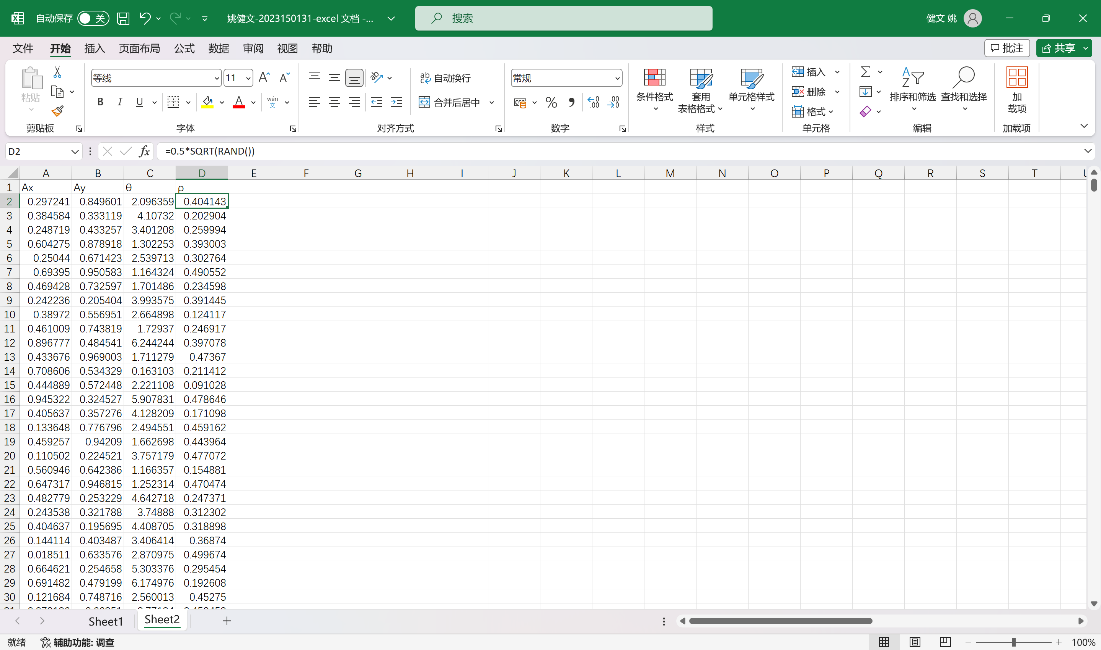 自动保存 关 姚健文-2023150131-excel 文档 -... 搜索 健文 姚
文件 开始 插入 页面布局 公式 数据 审阅 视图 帮助 批注 共享
粘贴 等线 11 A A 自动换行 常规 条件格式 套用 表格格式 单元格样式 插入 删除 格式 排序和筛选 查找和选择 加 载项
B I U A wén 文 合并后居中 % 00
剪贴板 字体 对齐方式 数字 样式 单元格 编辑 加载项
D2 fx =0.5*SQRT(RAND())
A B C D E F G H I J K L M N O P Q R S T
1 Ax Ay θ ρ
2 0.297241 0.849601 2.096359 0.404143
3 0.384584 0.333119 4.10732 0.202904
4 0.248719 0.433257 3.401208 0.259994
5 0.604275 0.878918 1.302253 0.393003
6 0.25044 0.671423 2.539713 0.302764
7 0.69395 0.950583 1.164324 0.490552
8 0.469428 0.732597 1.701486 0.234598
9 0.242236 0.205404 3.993575 0.391445
10 0.38972 0.556951 2.664898 0.124117
11 0.461009 0.743819 1.72937 0.246917
12 0.896777 0.484541 6.244244 0.397078
13 0.433676 0.969003 1.711279 0.47367
14 0.708606 0.534329 0.163103 0.211412
15 0.444889 0.572448 2.221108 0.091028
16 0.945322 0.324527 5.907831 0.478646
17 0.405637 0.357276 4.128209 0.171098
18 0.133648 0.776796 2.494551 0.459162
19 0.459257 0.94209 1.662698 0.443964
20 0.110502 0.224521 3.757179 0.477072
21 0.560946 0.642386 1.166357 0.154881
22 0.647317 0.946815 1.252314 0.470474
23 0.482779 0.253229 4.642718 0.247371
24 0.243538 0.321788 3.74888 0.312302
25 0.404637 0.195695 4.408705 0.318898
26 0.144114 0.403487 3.406414 0.36874
27 0.018511 0.633576 2.870975 0.499674
28 0.664621 0.254658 5.303376 0.295454
29 0.691482 0.479199 6.174976 0.192608
30 0.121684 0.748716 2.560013 0.45275
Sheet1 Sheet2
就绪 辅助功能: 调查 100%